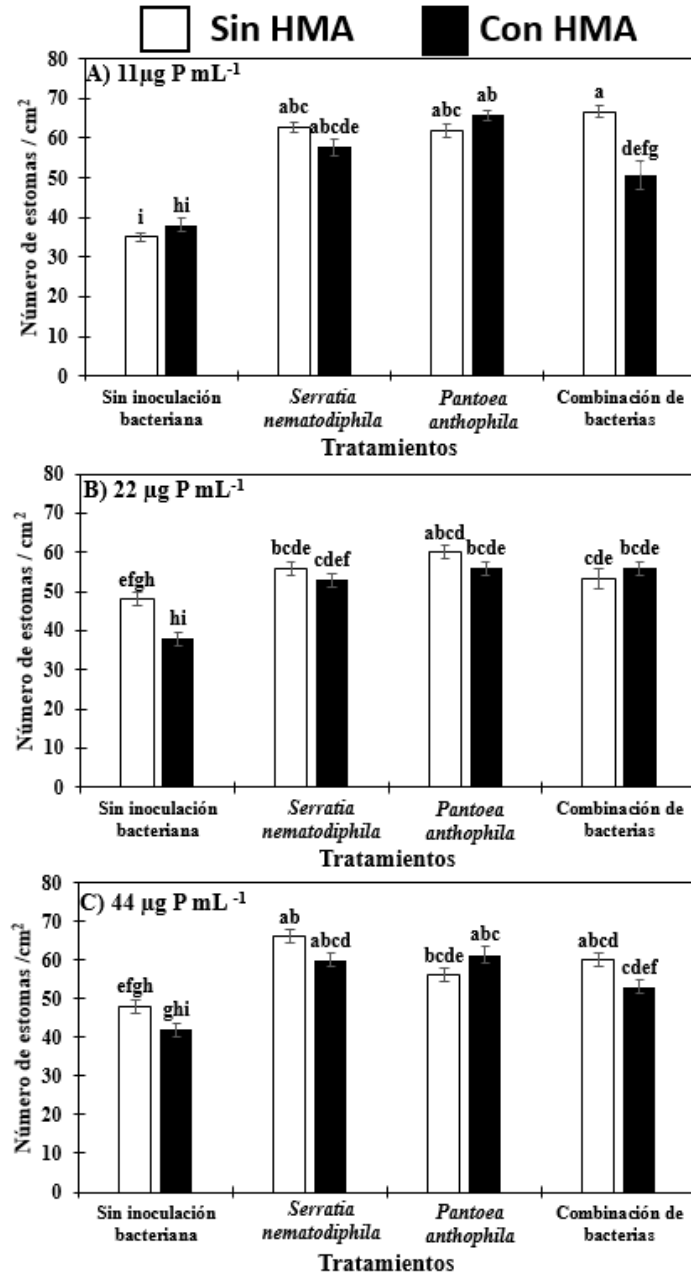 Sin HMA Con HMA
A) 11µg P mL-1
Número de estomas / cm2
80
70
60
50
40
30
20
10
0
i
hi
abc
abcde
abc
ab
a
defg
Sin inoculación bacteriana
Serratia nematodiphila
Pantoea anthophila
Combinación de bacterias
Tratamientos
B) 22 µg P mL-1
Número de estomas / cm2
80
70
60
50
40
30
20
10
0
efgh
hi
bcde
cdef
abcd
bcde
cde
bcde
Sin inoculación bacteriana
Serratia nematodiphila
Pantoea anthophila
Combinación de bacterias
Tratamientos
C) 44 µg P mL -1
Número de estomas /cm2
80
70
60
50
40
30
20
10
0
efgh
ghi
ab
abcd
bcde
abc
abcd
cdef
Sin inoculación bacteriana
Serratia nematodiphila
Pantoea anthophila
Combinación de bacterias
Tratamientos